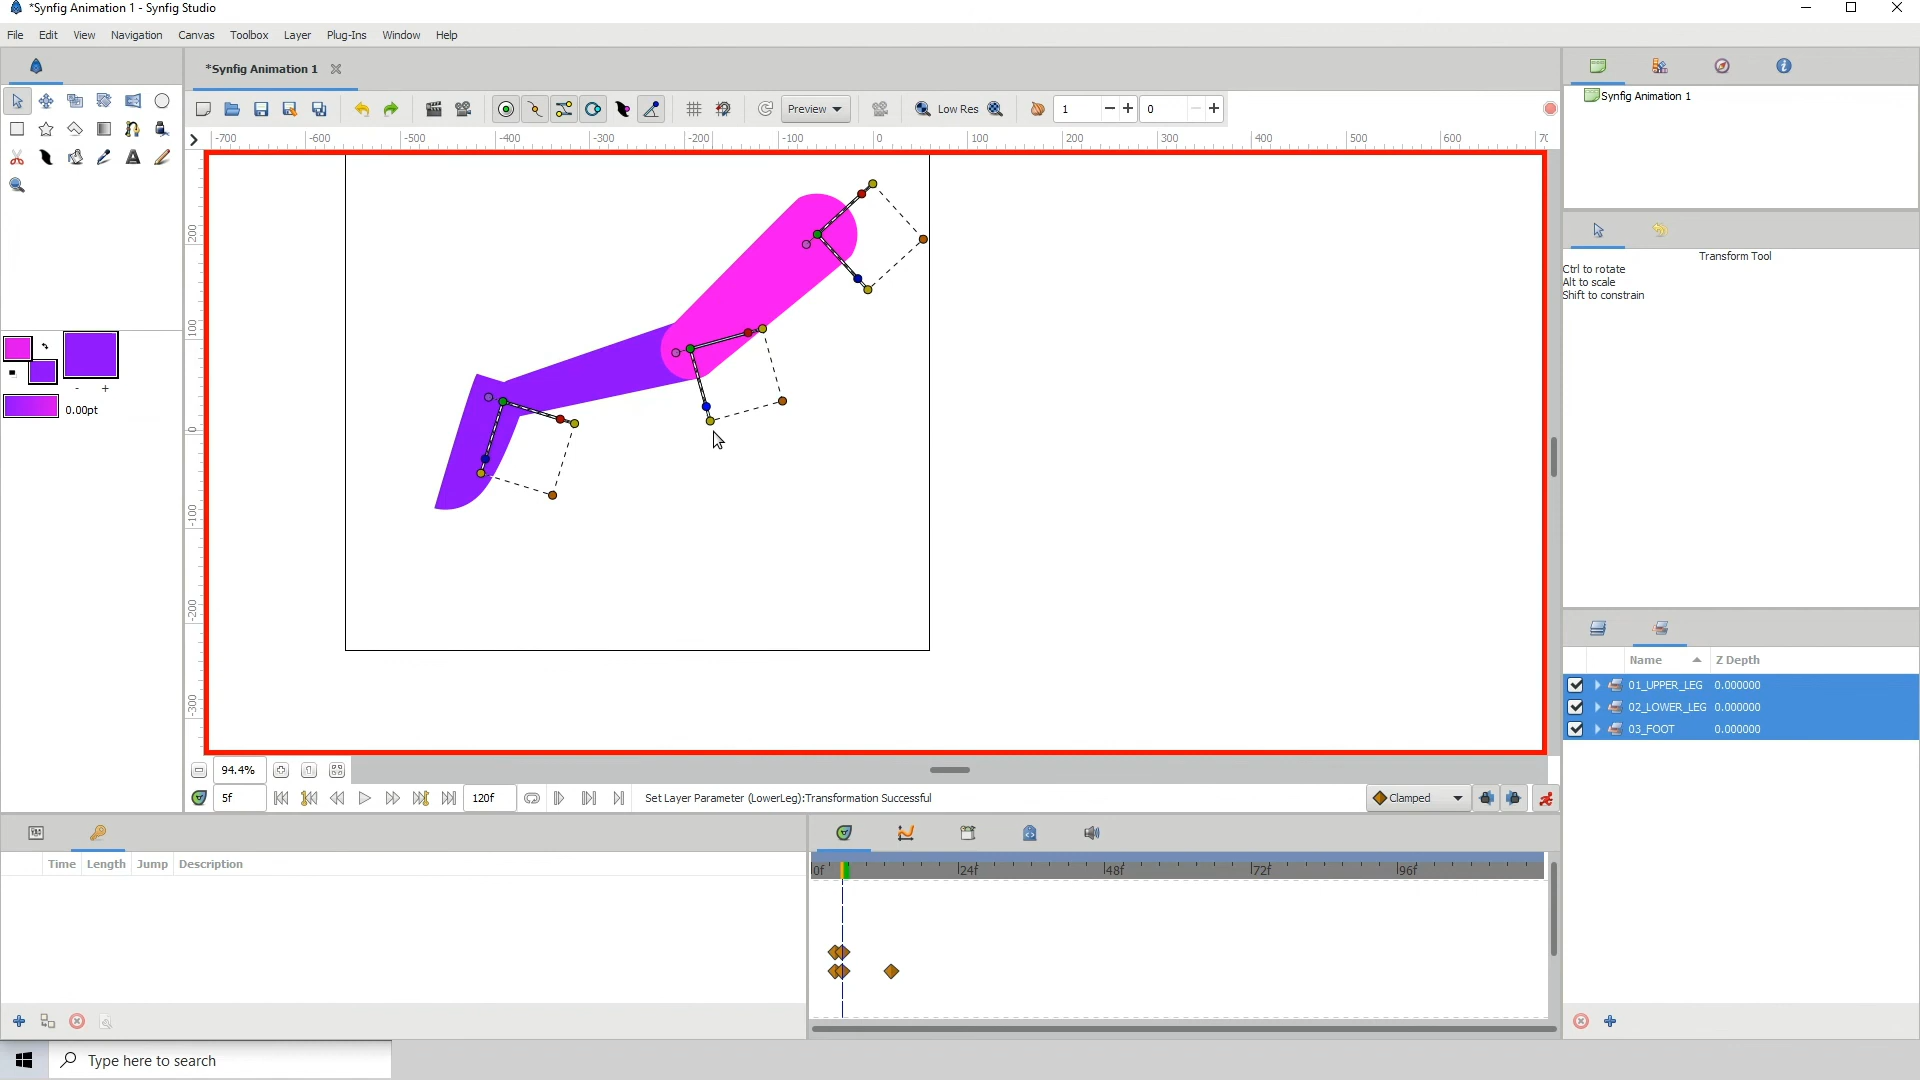 *Synfig Animation 1 - Synfig Studio
File Edit View Navigation Canvas Toolbox Layer Plug-Ins Window Help
*Synfig Animation 1
Preview Low Res 1 0
-700 -600 -500 -400 -300 -200 -100 0 100 200 300 400 500 600
200
100
0
-100
-200
-300
0.00pt
94.4%
5f 120f Set Layer Parameter (LowerLeg):Transformation Successful Clamped
Time Length Jump Description
0f 24f 48f 72f 96f
Synfig Animation 1
Transform Tool
Ctrl to rotate
Alt to scale
Shift to constrain
Name Z Depth
01_UPPER_LEG 0.000000
02_LOWER_LEG 0.000000
03_FOOT 0.000000
Type here to search